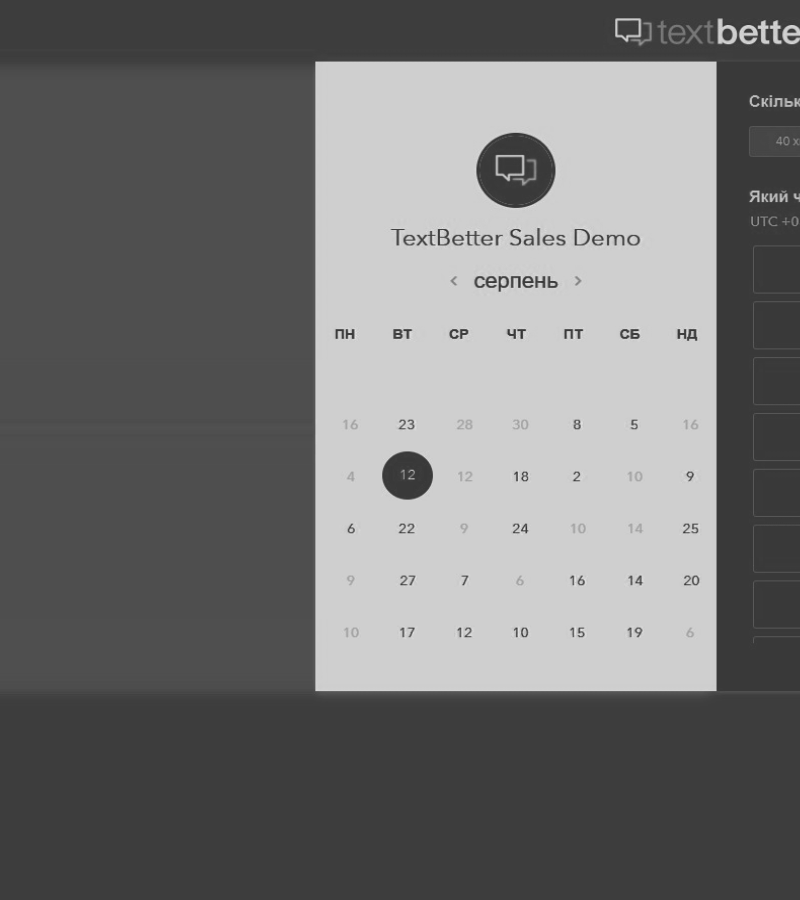 textbette
Скільк
40 х
TextBetter Sales Demo
Який ч
UTC +0
< серпень >
ПН ВТ СР ЧТ ПТ СБ НД
16 23 28 30 8 5 16
4 12 12 18 2 10 9
6 22 9 24 10 14 25
9 27 7 6 16 14 20
10 17 12 10 15 19 6